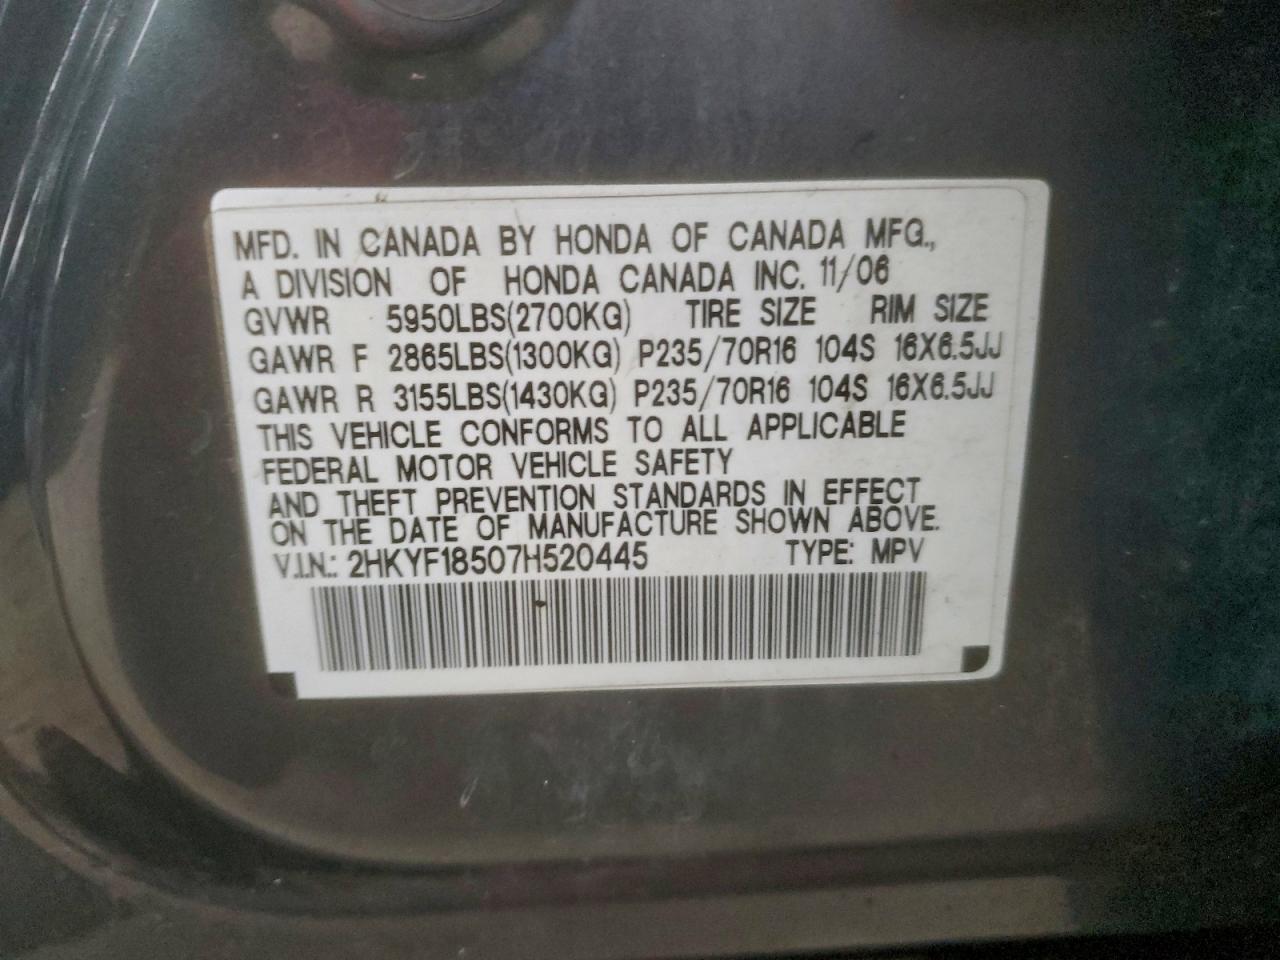 MFD. IN CANADA BY HONDA OF CANADA MFG.,
A DIVISION OF HONDA CANADA INC. 11/06
GVWR 5950LBS(2700KG) TIRE SIZE RIM SIZE
GAWR F 2865LBS(1300KG) P235/70R16 104S 16X6.5JJ
GAWR R 3155LBS(1430KG) P235/70R16 104S 16X6.5JJ
THIS VEHICLE CONFORMS TO ALL APPLICABLE
FEDERAL MOTOR VEHICLE SAFETY
AND THEFT PREVENTION STANDARDS IN EFFECT
ON THE DATE OF MANUFACTURE SHOWN ABOVE.
V.I.N.: 2HKYF18507H520445 TYPE: MPV